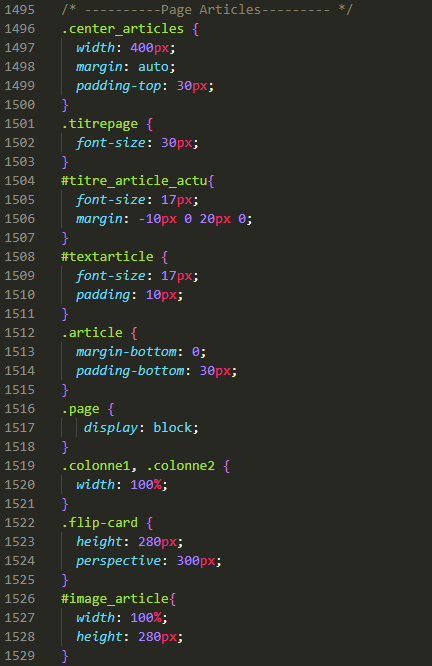 1495 /* ----------Page Articles--------- */
1496 .center_articles {
1497   width: 400px;
1498   margin: auto;
1499   padding-top: 30px;
1500 }
1501 .titrepage {
1502   font-size: 30px;
1503 }
1504 #titre_article_actu{
1505   font-size: 17px;
1506   margin: -10px 0 20px 0;
1507 }
1508 #textarticle {
1509   font-size: 17px;
1510   padding: 10px;
1511 }
1512 .article {
1513   margin-bottom: 0;
1514   padding-bottom: 30px;
1515 }
1516 .page {
1517    display: block;
1518 }
1519 .colonne1, .colonne2 {
1520   width: 100%;
1521 }
1522 .flip-card {
1523   height: 280px;
1524   perspective: 300px;
1525 }
1526 #image_article{
1527   width: 100%;
1528   height: 280px;
1529 }